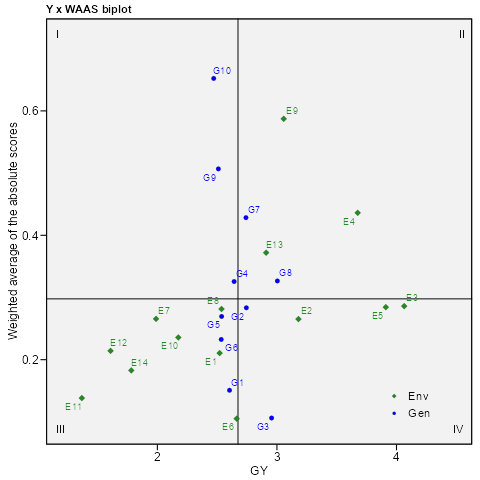 Y x WAAS biplot
I
II
G10
E9
0.6
G9
G7
E4
E13
0.4
G4
G8
E3
E8
E7
G2
E2
E5
G5
E12
E10
G6
E1
0.2
E14
G1
E11
Env
Gen
III
E6
G3
IV
2
3
4
GY
Weighted average of the absolute scores